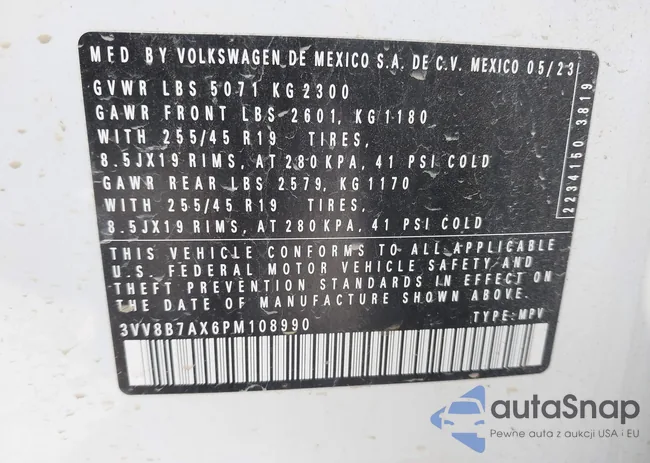 MFD BY VOLKSWAGEN DE MEXICO S.A. DE C.V. MEXICO 05/23
GVWR LBS 5071 KG 2300
GAWR FRONT LBS 2601, KG 1180
WITH 255/45 R19 TIRES,
8.5JX19 RIMS, AT 280 KPA, 41 PSI COLD
GAWR REAR LBS 2579, KG 1170
WITH 255/45 R19 TIRES,
8.5JX19 RIMS, AT 280 KPA, 41 PSI COLD
THIS VEHICLE CONFORMS TO ALL APPLICABLE
U.S. FEDERAL MOTOR VEHICLE SAFETY AND
THEFT PREVENTION STANDARDS IN EFFECT ON
THE DATE OF MANUFACTURE SHOWN ABOVE.
3VV8B7AX6PM108990 TYPE: MPV
2234150 3819
autaSnap
Pewne auta z aukcji USA i EU